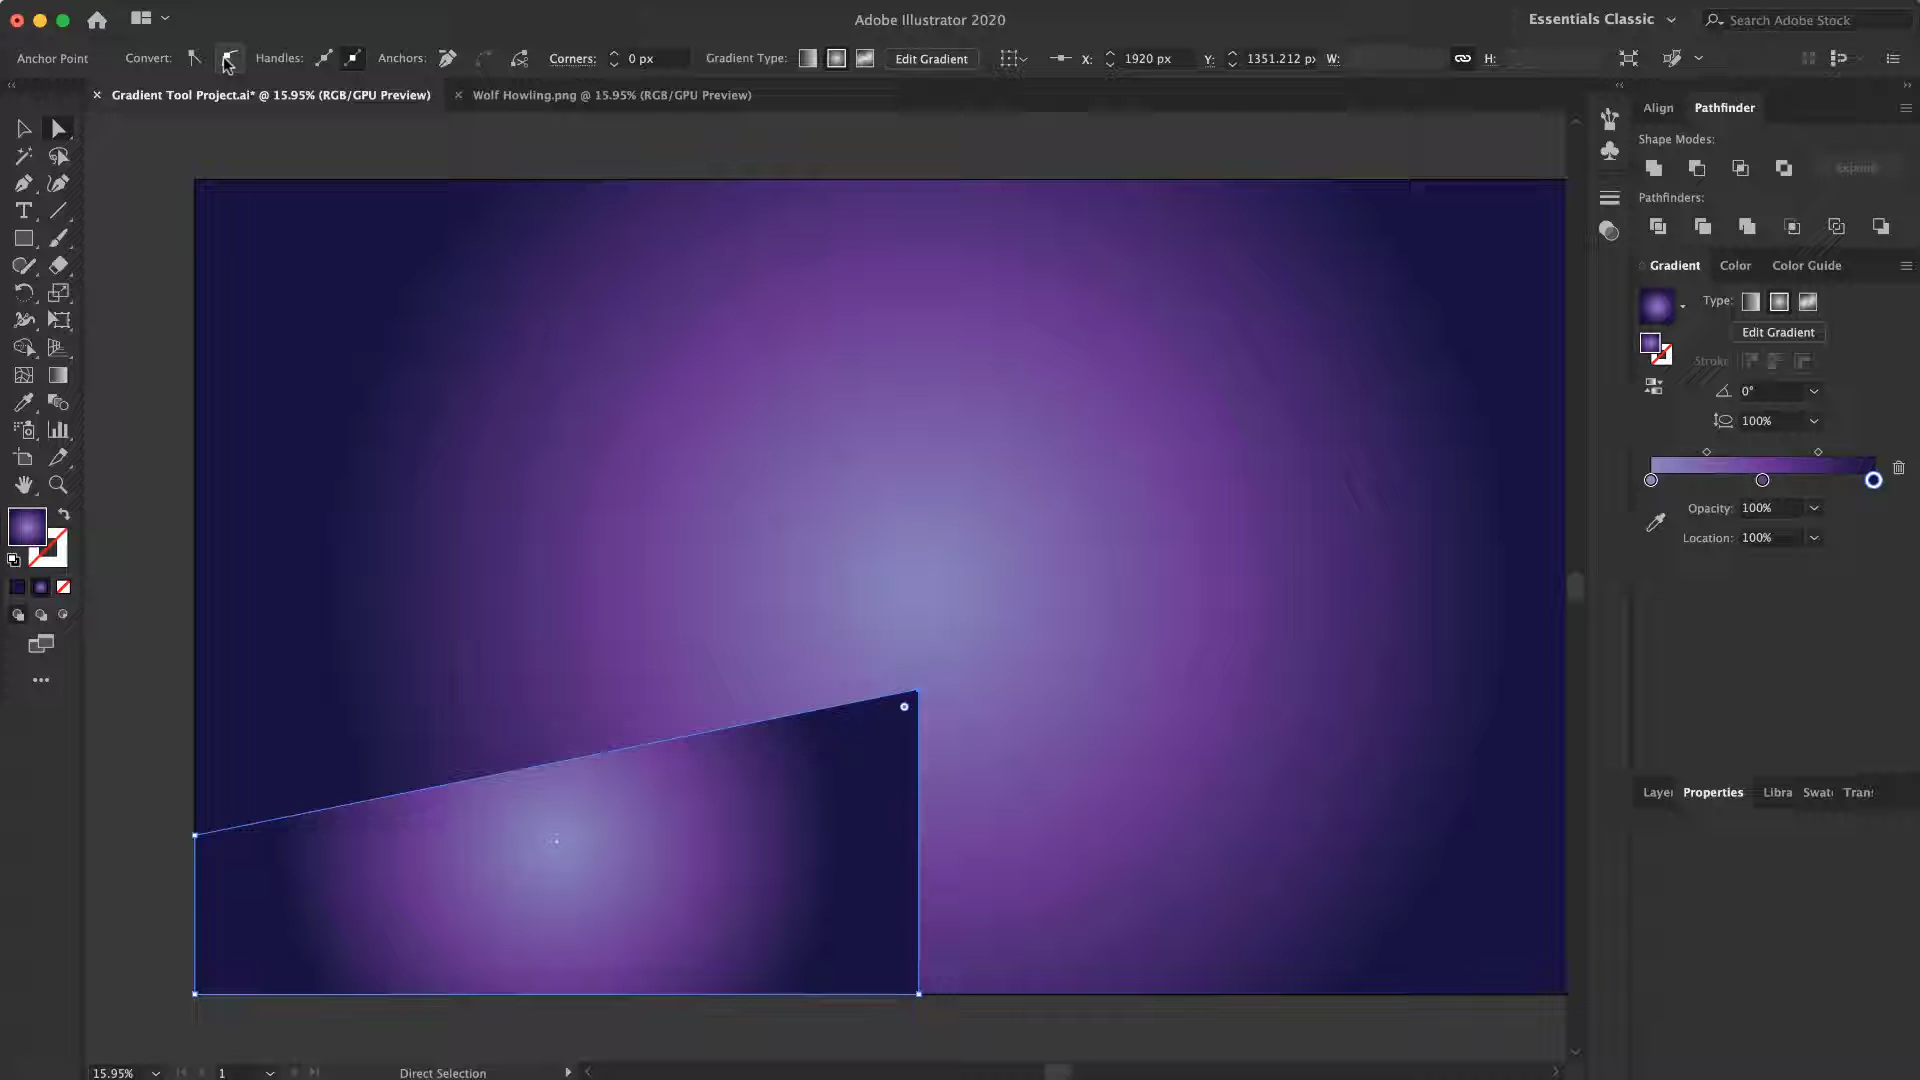 Adobe Illustrator 2020
Essentials Classic
Search Adobe Stock
Anchor Point
Convert:
Handles:
Anchors:
Corners:
0 px
Gradient Type:
Edit Gradient
X:
1920 px
Y:
1351.212 px
W:
H:
Gradient Tool Project.ai* @ 15.95% (RGB/GPU Preview)
Wolf Howling.png @ 15.95% (RGB/GPU Preview)
Align
Pathfinder
Shape Modes:
Expand
Pathfinders:
Gradient
Color
Color Guide
Type:
Edit Gradient
Stroke
0°
100%
Opacity: 100%
Location: 100%
Layer
Properties
Libra
Swatc
Trans
15.95%
1
Direct Selection